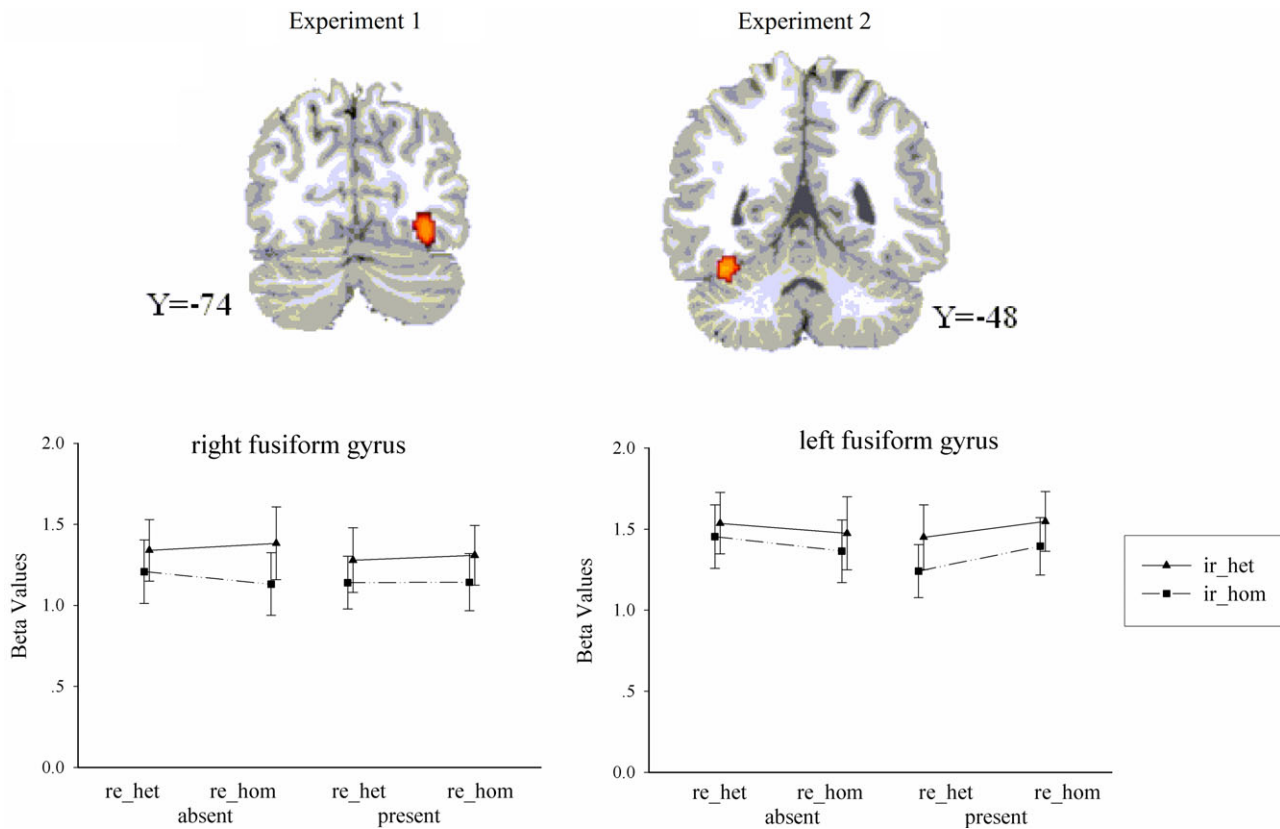 Experiment 1
Experiment 2
Y=-74
Y=-48
right fusiform gyrus
2.0
1.5
1.0
.5
0.0
Beta Values
re_het
re_hom
re_het
re_hom
absent
present
left fusiform gyrus
2.0
1.5
1.0
.5
0.0
Beta Values
re_het
re_hom
re_het
re_hom
absent
present
ir_het
ir_hom